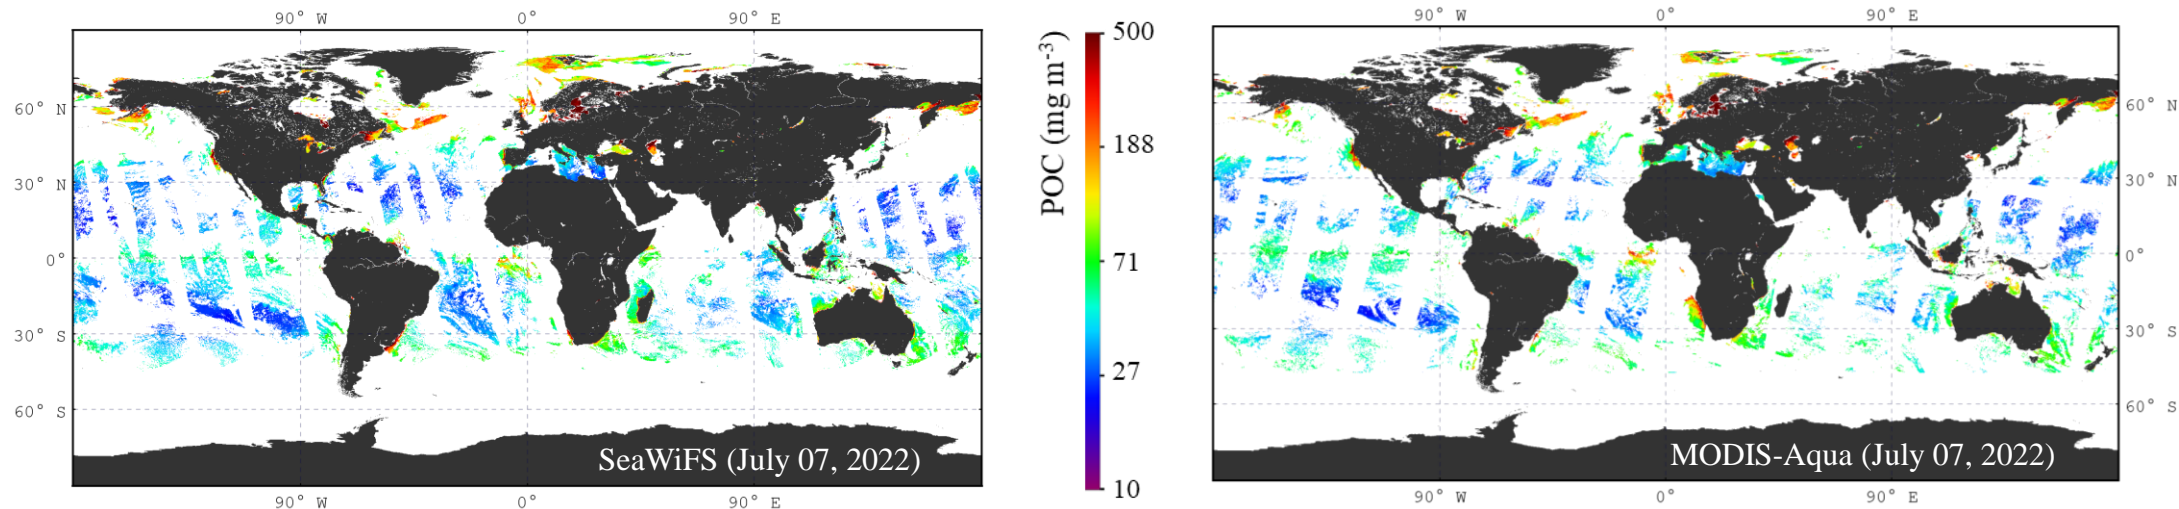 90° W 0° 90° E
60° N
30° N
0°
30° S
60° S
SeaWiFS (July 07, 2022)
90° W 0° 90° E
POC (mg m-3)
500
188
71
27
10
90° W 0° 90° E
60° N
30° N
0°
30° S
60° S
MODIS-Aqua (July 07, 2022)
90° W 0° 90° E